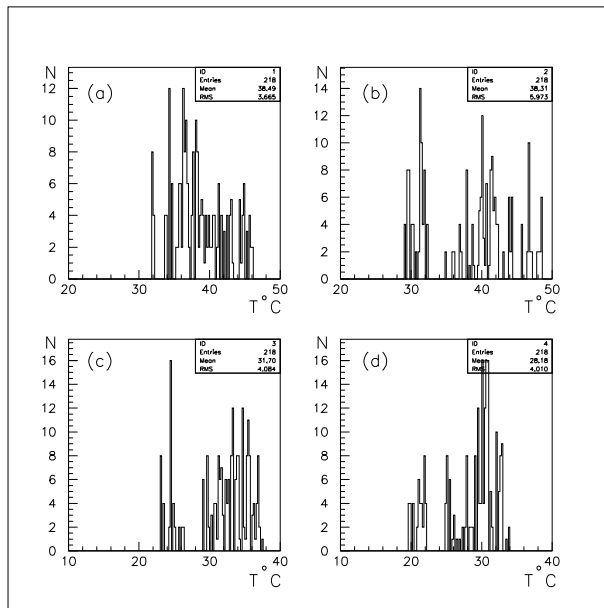 N
(a)
ID 1
Entries 218
Mean 38.49
RMS 3.665
12
10
8
6
4
2
0
20 30 40 50
T°C
N
(b)
ID 2
Entries 218
Mean 38.31
RMS 5.973
14
12
10
8
6
4
2
0
20 30 40 50
T°C
N
(c)
ID 3
Entries 218
Mean 31.70
RMS 4.084
16
14
12
10
8
6
4
2
0
10 20 30 40
T°C
N
(d)
ID 4
Entries 218
Mean 28.18
RMS 4.010
16
14
12
10
8
6
4
2
0
10 20 30 40
T°C